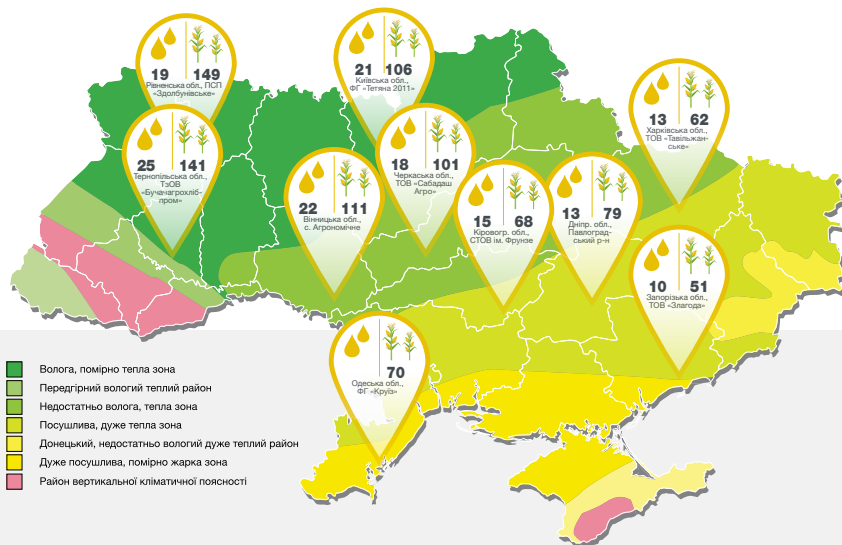 19 149
Рівненська обл., ПСП
«Здолбунівське»
21 106
Київська обл.,
ФГ «Тетяна 2011»
13 62
Харківська обл.,
ТОВ «Тавільжан-
ське»
25 141
Тернопільська обл.,
ТзОВ
«Бучачагрохліб-
пром»
18 101
Черкаська обл.,
ТОВ «Сабадаш
Агро»
22 111
Вінницька обл.,
с. Агрономічне
15 68
Кіровогр. обл.,
СТОВ ім. Фрунзе
13 79
Дніпр. обл.,
Павлоград-
ський р-н
10 51
Запорізька обл.,
ТОВ «Злагода»
70
Одеська обл.,
ФГ «Круїз»
Волога, помірно тепла зона
Передгірний вологий теплий район
Недостатньо волога, тепла зона
Посушлива, дуже тепла зона
Донецький, недостатньо вологий дуже теплий район
Дуже посушлива, помірно жарка зона
Район вертикальної кліматичної поясності